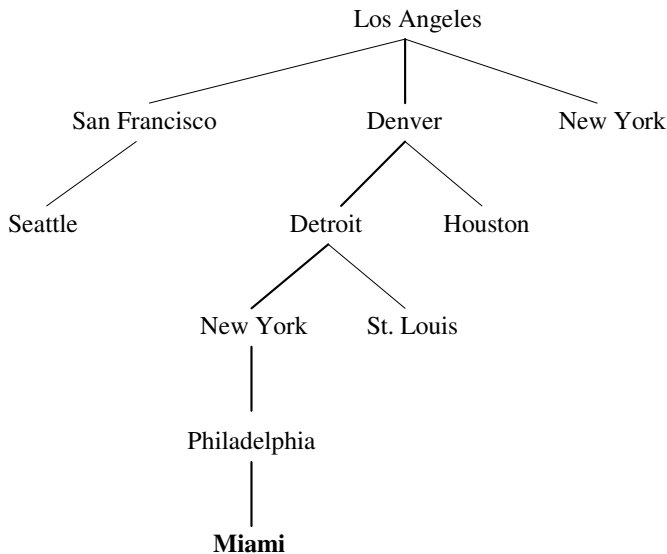 Los Angeles
San Francisco Denver New York
Seattle Detroit Houston
New York St. Louis
Philadelphia
Miami